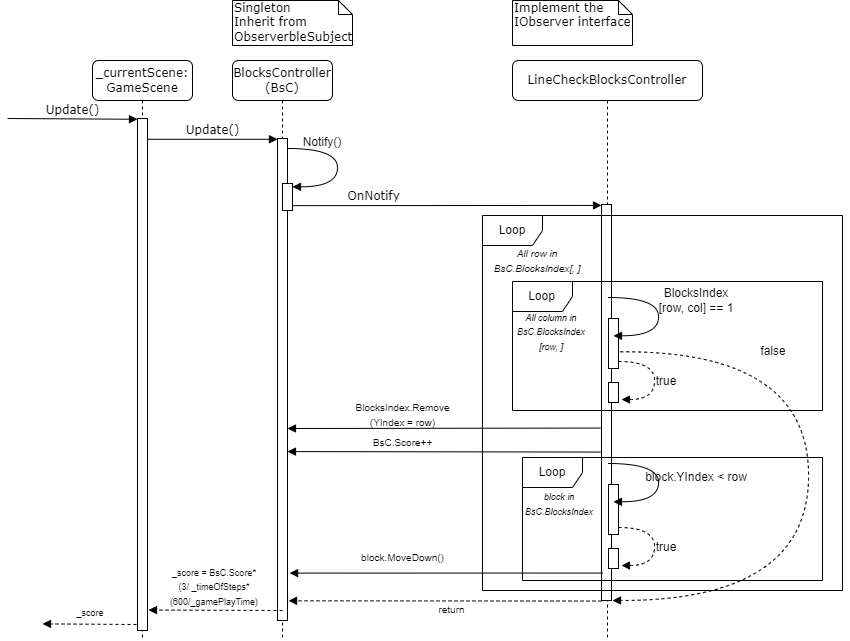 Singleton
Inherit from
ObserverbleSubject
Implement the
IObserver interface
_currentScene:
GameScene
BlocksController
(BsC)
LineCheckBlocksController
Update()
Update()
Notify()
OnNotify
Loop
All row in
BsC.BlocksIndex[, ]
Loop
All column in
BsC.BlocksIndex
[row, ]
BlocksIndex
[row, col] == 1
false
true
BlocksIndex.Remove
(YIndex = row)
BsC.Score++
Loop
block in
BsC.BlocksIndex
block.YIndex < row
true
block.MoveDown()
_score = BsC.Score*
(3/ _timeOfSteps*
(600/_gamePlayTime)
return
_score